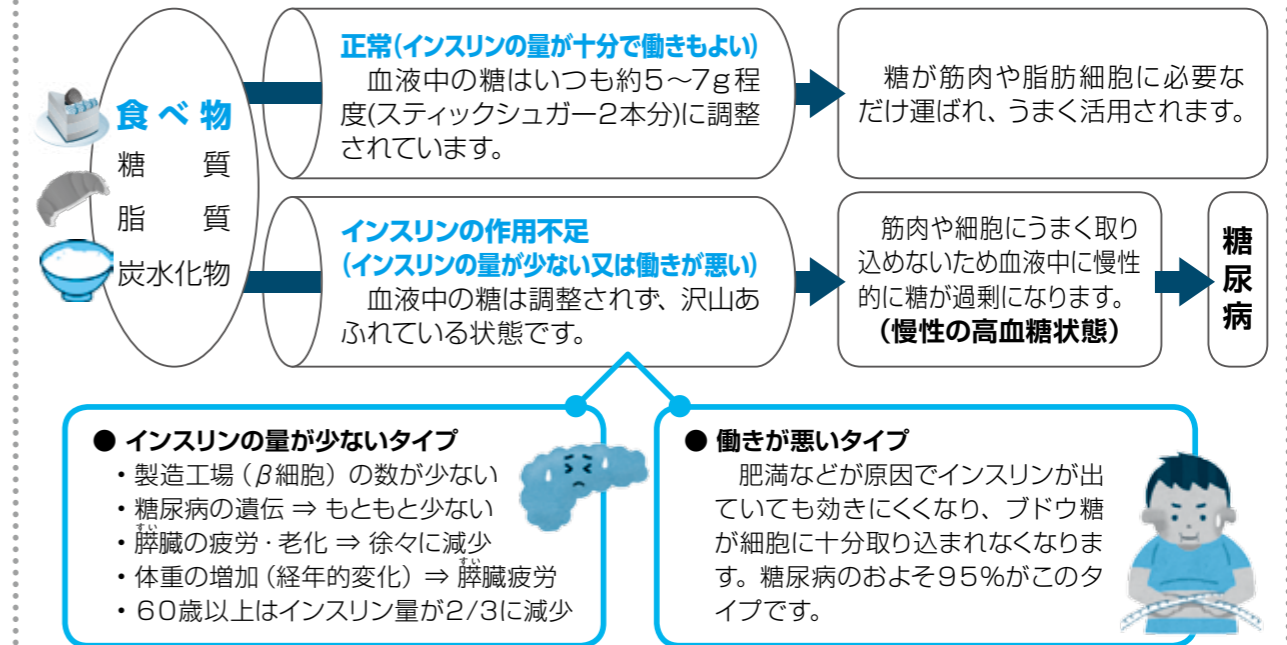 食べ物
糖　質
脂　質
炭水化物
正常(インスリンの量が十分で働きもよい)
血液中の糖はいつも約5～7g程
度(スティックシュガー2本分)に調整
されています。
糖が筋肉や脂肪細胞に必要な
だけ運ばれ、うまく活用されます。
インスリンの作用不足
(インスリンの量が少ない又は働きが悪い)
血液中の糖は調整されず、沢山あ
ふれている状態です。
筋肉や細胞にうまく取り
込めないため血液中に慢性
的に糖が過剰になります。
(慢性の高血糖状態)
糖尿病
● インスリンの量が少ないタイプ
・製造工場（β細胞）の数が少ない
・糖尿病の遺伝 ⇒ もともと少ない
すい
・膵臓の疲労・老化 ⇒ 徐々に減少
すい
・体重の増加（経年的変化）⇒ 膵臓疲労
・60歳以上はインスリン量が2/3に減少
● 働きが悪いタイプ
肥満などが原因でインスリンが出
ていても効きにくくなり、ブドウ糖
が細胞に十分取り込まれなくなりま
す。糖尿病のおよそ95%がこのタ
イプです。